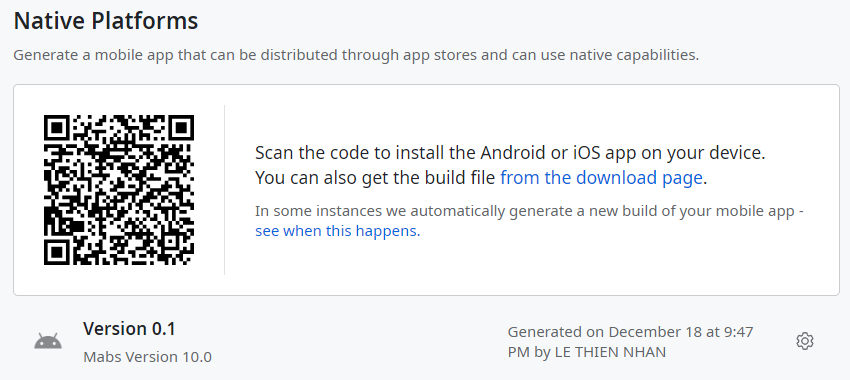 Native Platforms
Generate a mobile app that can be distributed through app stores and can use native capabilities.
Scan the code to install the Android or iOS app on your device.
You can also get the build file from the download page.
In some instances we automatically generate a new build of your mobile app -
see when this happens.
Version 0.1
Mabs Version 10.0
Generated on December 18 at 9:47
PM by LE THIEN NHAN